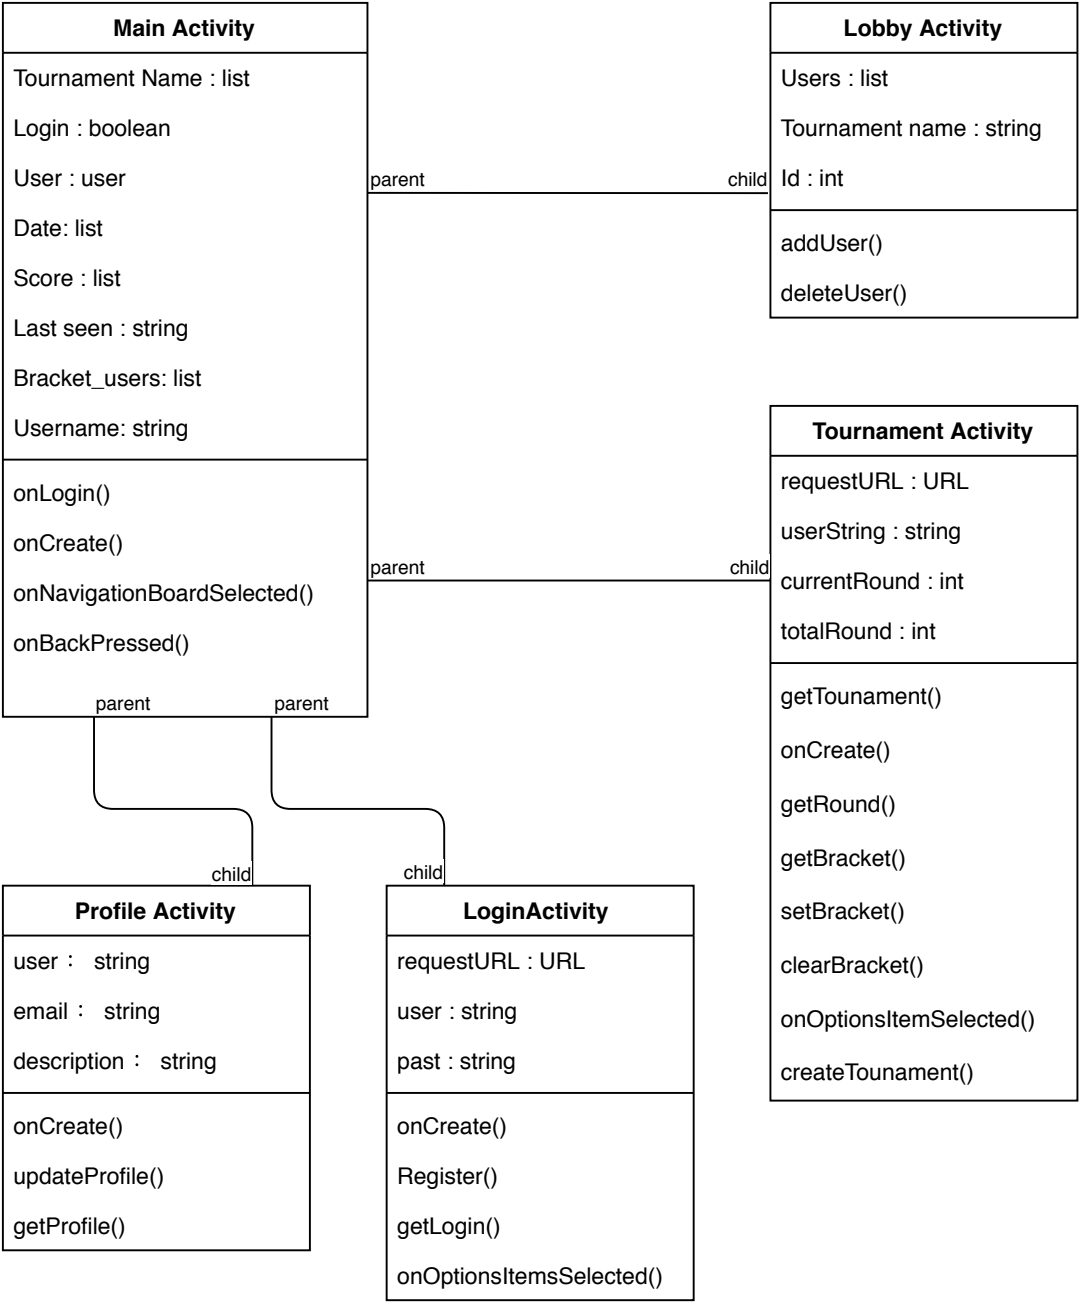 Main Activity
Tournament Name : list
Login : boolean
User : user
Date: list
Score : list
Last seen : string
Bracket_users: list
Username: string
onLogin()
onCreate()
onNavigationBoardSelected()
onBackPressed()
parent
parent
parent
child
parent
child
Lobby Activity
Users : list
Tournament name : string
Id : int
addUser()
deleteUser()
Tournament Activity
requestURL : URL
userString : string
currentRound : int
totalRound : int
getTounament()
onCreate()
getRound()
getBracket()
setBracket()
clearBracket()
onOptionsItemSelected()
createTounament()
child
Profile Activity
user： string
email： string
description： string
onCreate()
updateProfile()
getProfile()
child
LoginActivity
requestURL : URL
user : string
past : string
onCreate()
Register()
getLogin()
onOptionsItemsSelected()